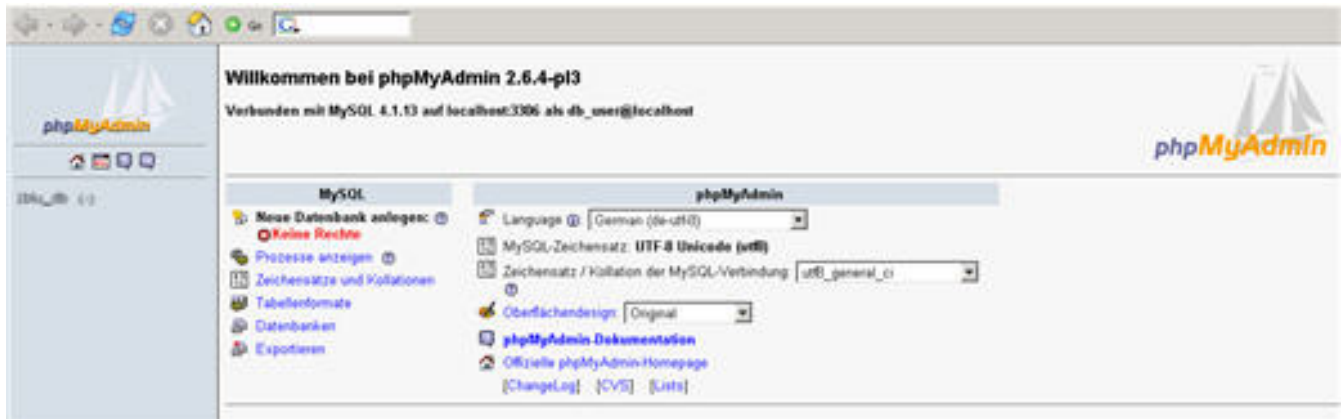 Go
phpMyAdmin
Willkommen bei phpMyAdmin 2.6.4-pl3
Verbunden mit MySQL 4.1.13 auf localhost:3306 als db_user@localhost
phpMyAdmin
MySQL
Neue Datenbank anlegen:
Keine Rechte
Prozesse anzeigen
Zeichensätze und Kollationen
Tabellenformate
Datenbanken
Exportieren
phpMyAdmin
Language: German (de-utf-8)
MySQL-Zeichensatz: UTF-8 Unicode (utf8)
Zeichensatz / Kollation der MySQL-Verbindung: utf8_general_ci
Oberflächendesign: Original
phpMyAdmin-Dokumentation
Offizielle phpMyAdmin-Homepage
[ChangeLog] [CVS] [Lists]